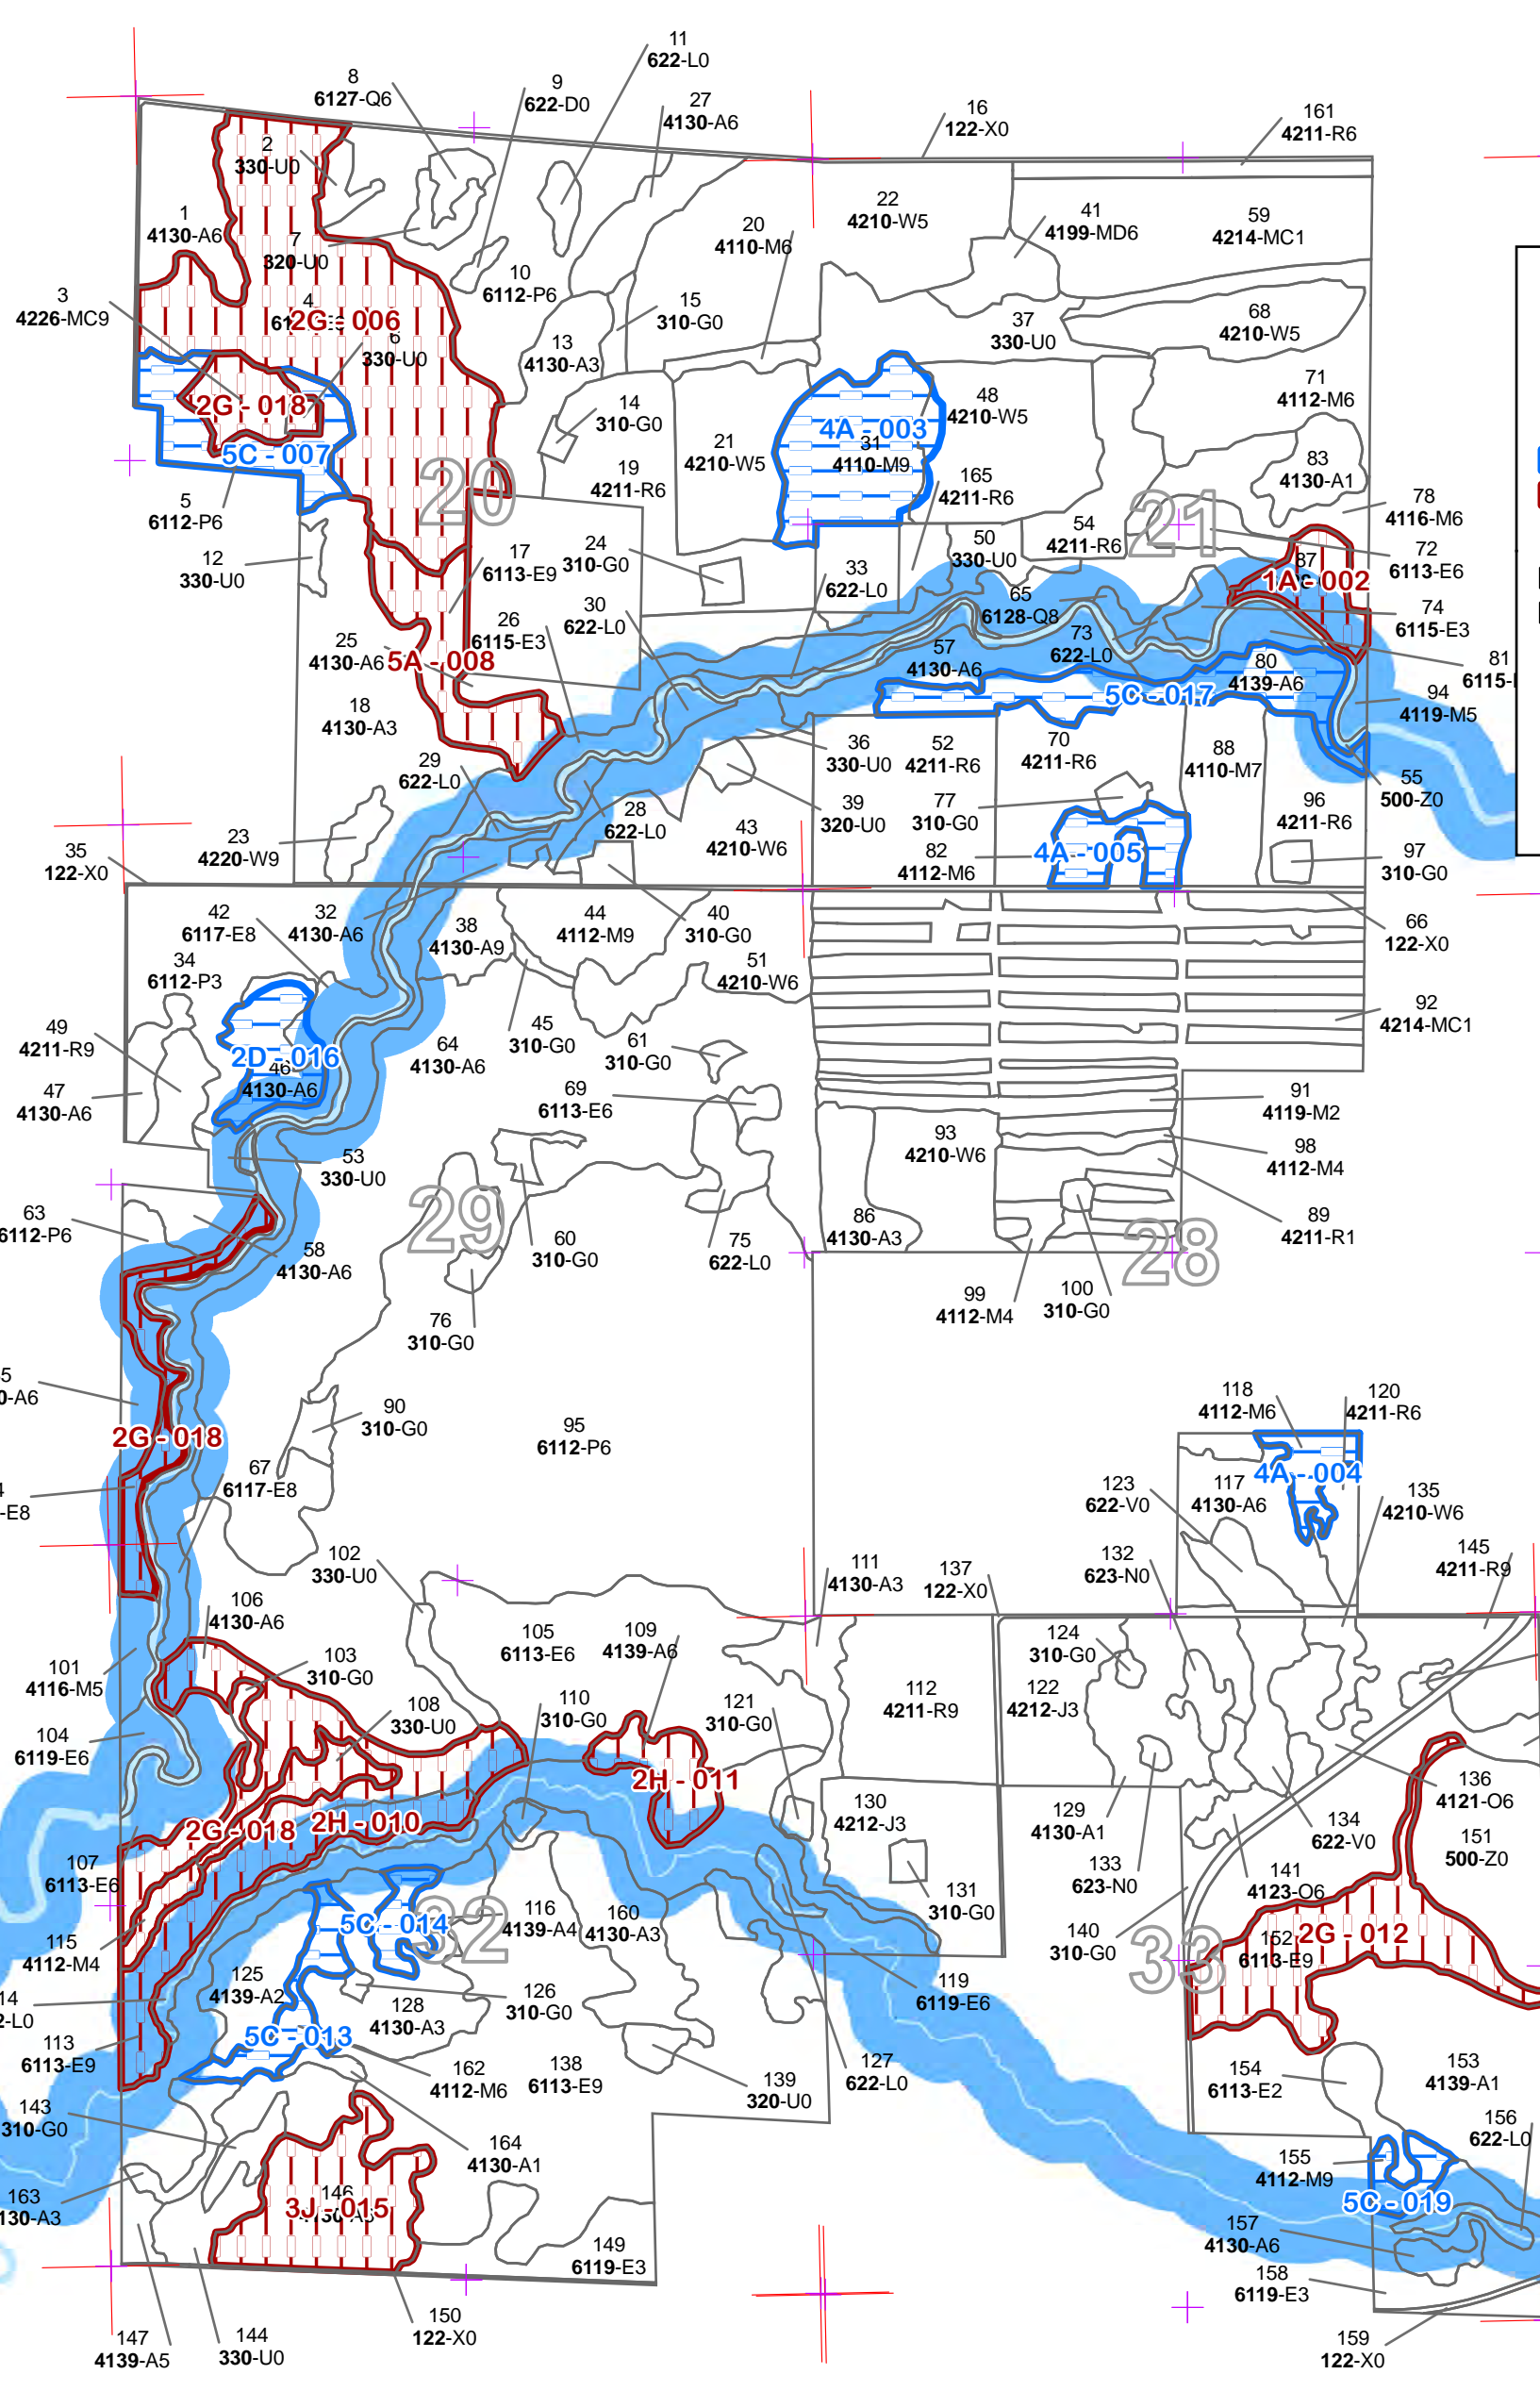 11
622-L0
8
6127-Q6
9
622-D0
27
4130-A6
16
122-X0
161
4211-R6
2
330-U0
1
4130-A6
7
320-U0
20
4110-M6
22
4210-W5
41
4199-MD6
59
4214-MC1
10
6112-P6
3
4226-MC9
4
2G - 006
6
330-U0
15
310-G0
13
4130-A3
37
330-U0
68
4210-W5
2G - 018
5C - 007
14
310-G0
21
4210-W5
4A - 003
31
4110-M9
48
4210-W5
71
4112-M6
83
4130-A1
5
6112-P6
20
19
4211-R6
165
4211-R6
21
78
4116-M6
12
330-U0
17
6113-E9
24
310-G0
33
622-L0
50
330-U0
54
4211-R6
72
6113-E6
87
1A - 002
30
622-L0
26
6115-E3
65
6128-Q8
74
6115-E3
25
4130-A6
5A - 008
57
4130-A6
73
622-L0
80
4139-A6
81
5C - 017
94
4119-M5
18
4130-A3
29
622-L0
36
330-U0
52
4211-R6
70
4211-R6
88
4110-M7
55
500-Z0
28
622-L0
39
320-U0
77
310-G0
96
4211-R6
23
4220-W9
43
4210-W6
82
4112-M6
4A - 005
97
310-G0
35
122-X0
42
6117-E8
32
4130-A6
38
4130-A9
44
4112-M9
40
310-G0
66
122-X0
34
6112-P3
51
4210-W6
49
4211-R9
2D - 016
46
4130-A6
64
4130-A6
45
310-G0
61
310-G0
92
4214-MC1
47
4130-A6
69
6113-E6
91
4119-M2
93
4210-W6
98
4112-M4
53
330-U0
29
63
6112-P6
58
4130-A6
60
310-G0
75
622-L0
86
4130-A3
28
89
4211-R1
76
310-G0
99
4112-M4
100
310-G0
90
310-G0
95
6112-P6
118
4112-M6
120
4211-R6
2G - 018
67
6117-E8
123
622-V0
117
4130-A6
4A - 004
135
4210-W6
102
330-U0
111
4130-A3
137
122-X0
132
623-N0
145
4211-R9
106
4130-A6
103
310-G0
105
6113-E6
109
4139-A6
124
310-G0
101
4116-M5
108
330-U0
110
310-G0
121
310-G0
112
4211-R9
122
4212-J3
104
6119-E6
2H - 011
136
4121-O6
2G - 018
2H - 010
130
4212-J3
129
4130-A1
134
622-V0
151
500-Z0
107
6113-E6
133
623-N0
141
4123-O6
131
310-G0
115
4112-M4
5C - 014
32
116
4139-A4
160
4130-A3
140
310-G0
33
152
6113-E9
2G - 012
125
4139-A2
126
310-G0
119
6119-E6
128
4130-A3
5C - 013
113
6113-E9
162
4112-M6
138
6113-E9
139
320-U0
127
622-L0
154
6113-E2
153
4139-A1
143
310-G0
164
4130-A1
156
622-L0
155
4112-M9
163
146
3J - 015
5C - 019
157
4130-A6
149
6119-E3
158
6119-E3
147
4139-A5
144
330-U0
150
122-X0
159
122-X0